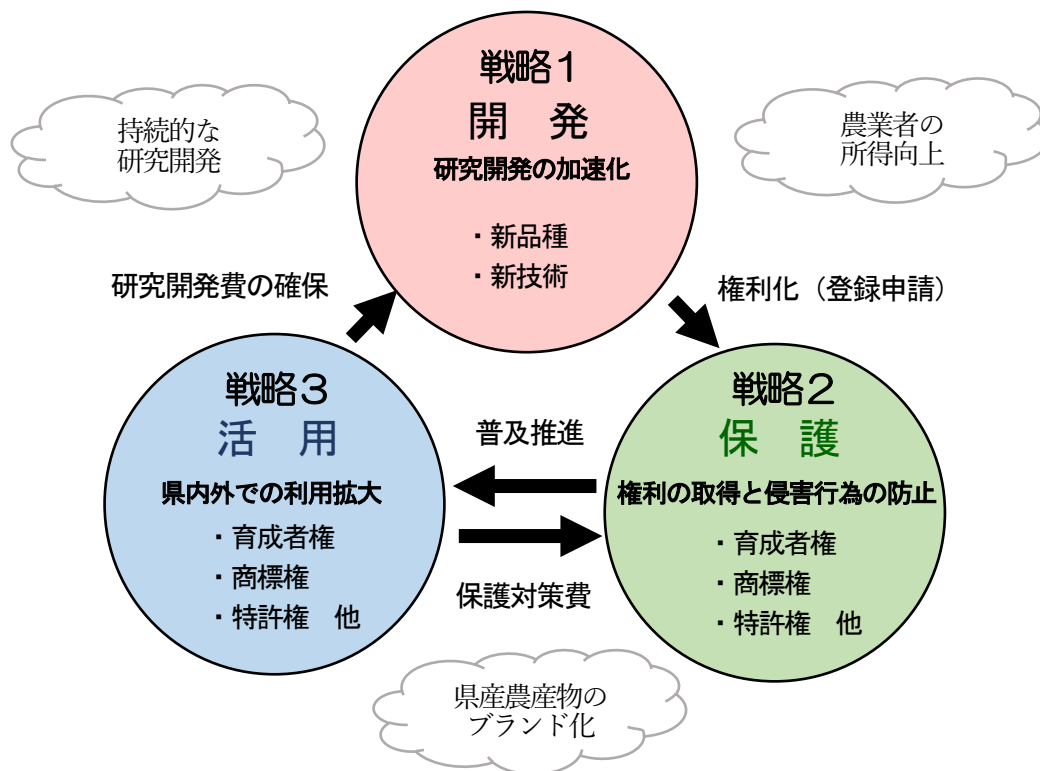 戦略１
開　発
研究開発の加速化
・新品種
・新技術
持続的な
研究開発
農業者の
所得向上
研究開発費の確保
権利化（登録申請）
戦略３
活　用
県内外での利用拡大
・育成者権
・商標権
・特許権　他
普及推進
保護対策費
戦略２
保　護
権利の取得と侵害行為の防止
・育成者権
・商標権
・特許権　他
県産農産物の
ブランド化